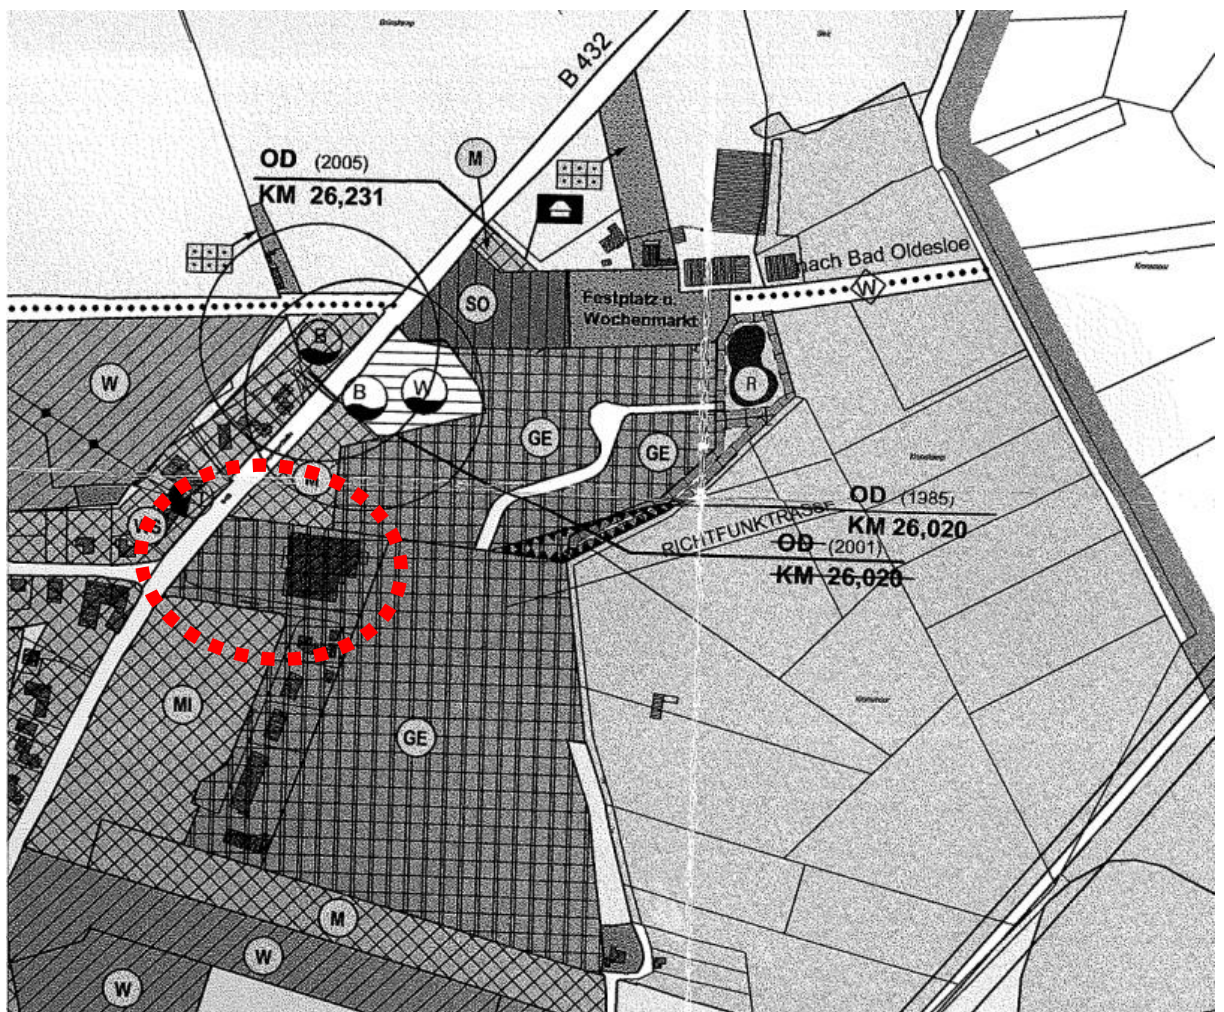 B 432
OD (2005)
KM 26,231
M
nach Bad Oldesloe
W
SO
Festplatz u.
Wochenmarkt
B
W
B
W
R
GE
GE
M
WS
OD (1985)
KM 26,020
RICHTFUNKTRASSE
OD (2001)
KM 26,020
MI
GE
M
W
W